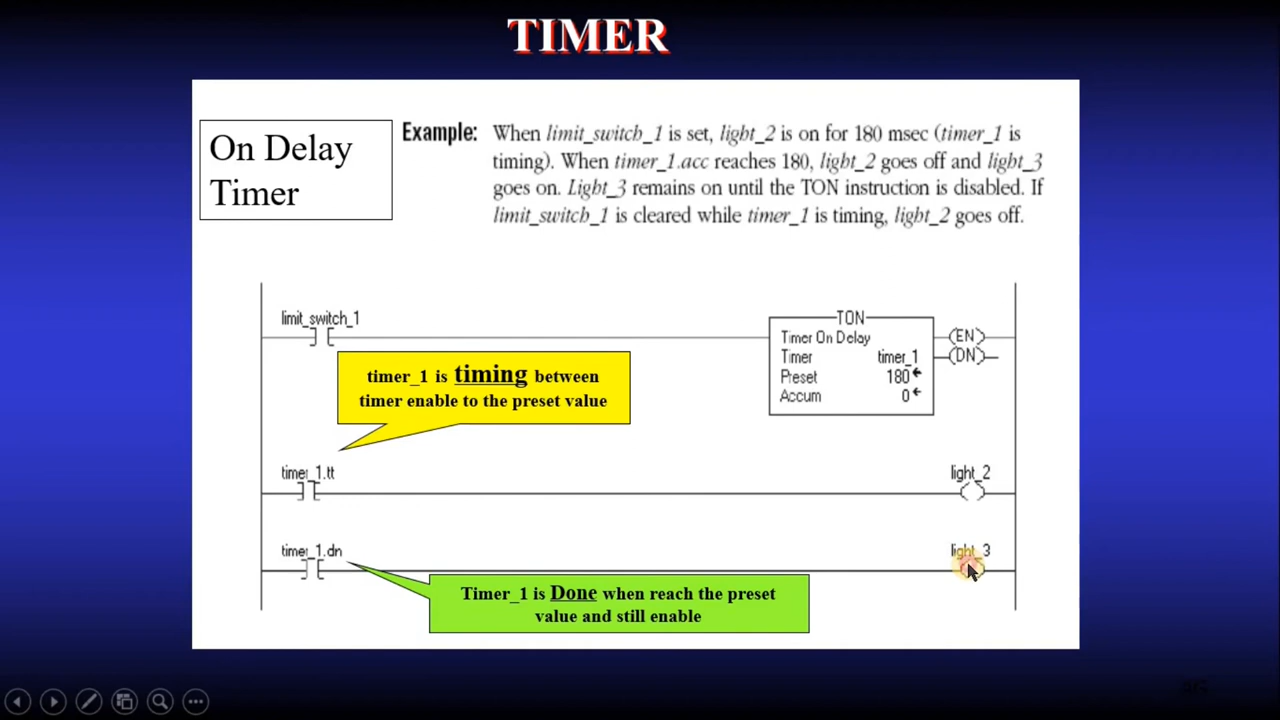 TIMER
On Delay
Timer
Example: When limit_switch_1 is set, light_2 is on for 180 msec (timer_1 is
timing). When timer_1.acc reaches 180, light_2 goes off and light_3
goes on. Light_3 remains on until the TON instruction is disabled. If
limit_switch_1 is cleared while timer_1 is timing, light_2 goes off.
limit_switch_1
TON
Timer On Delay
Timer timer_1
Preset 180
Accum 0
EN
DN
timer_1 is timing between
timer enable to the preset value
timer_1.tt
light_2
timer_1.dn
light_3
Timer_1 is Done when reach the preset
value and still enable